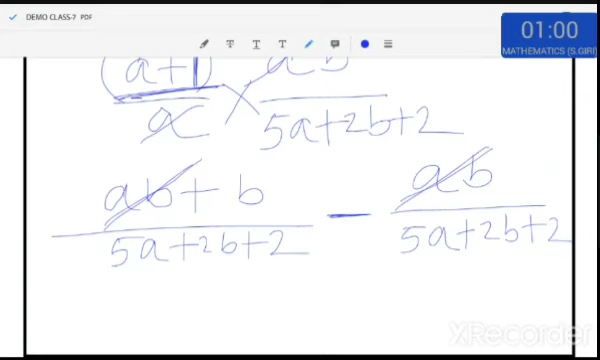 DEMO CLASS-7 PDF
01:00
MATHEMATICS (S.GIRI)
T T T
(a+1) × ab
a 5a+2b+2
ab + b − ab
5a+2b+2 5a+2b+2
XRecorder